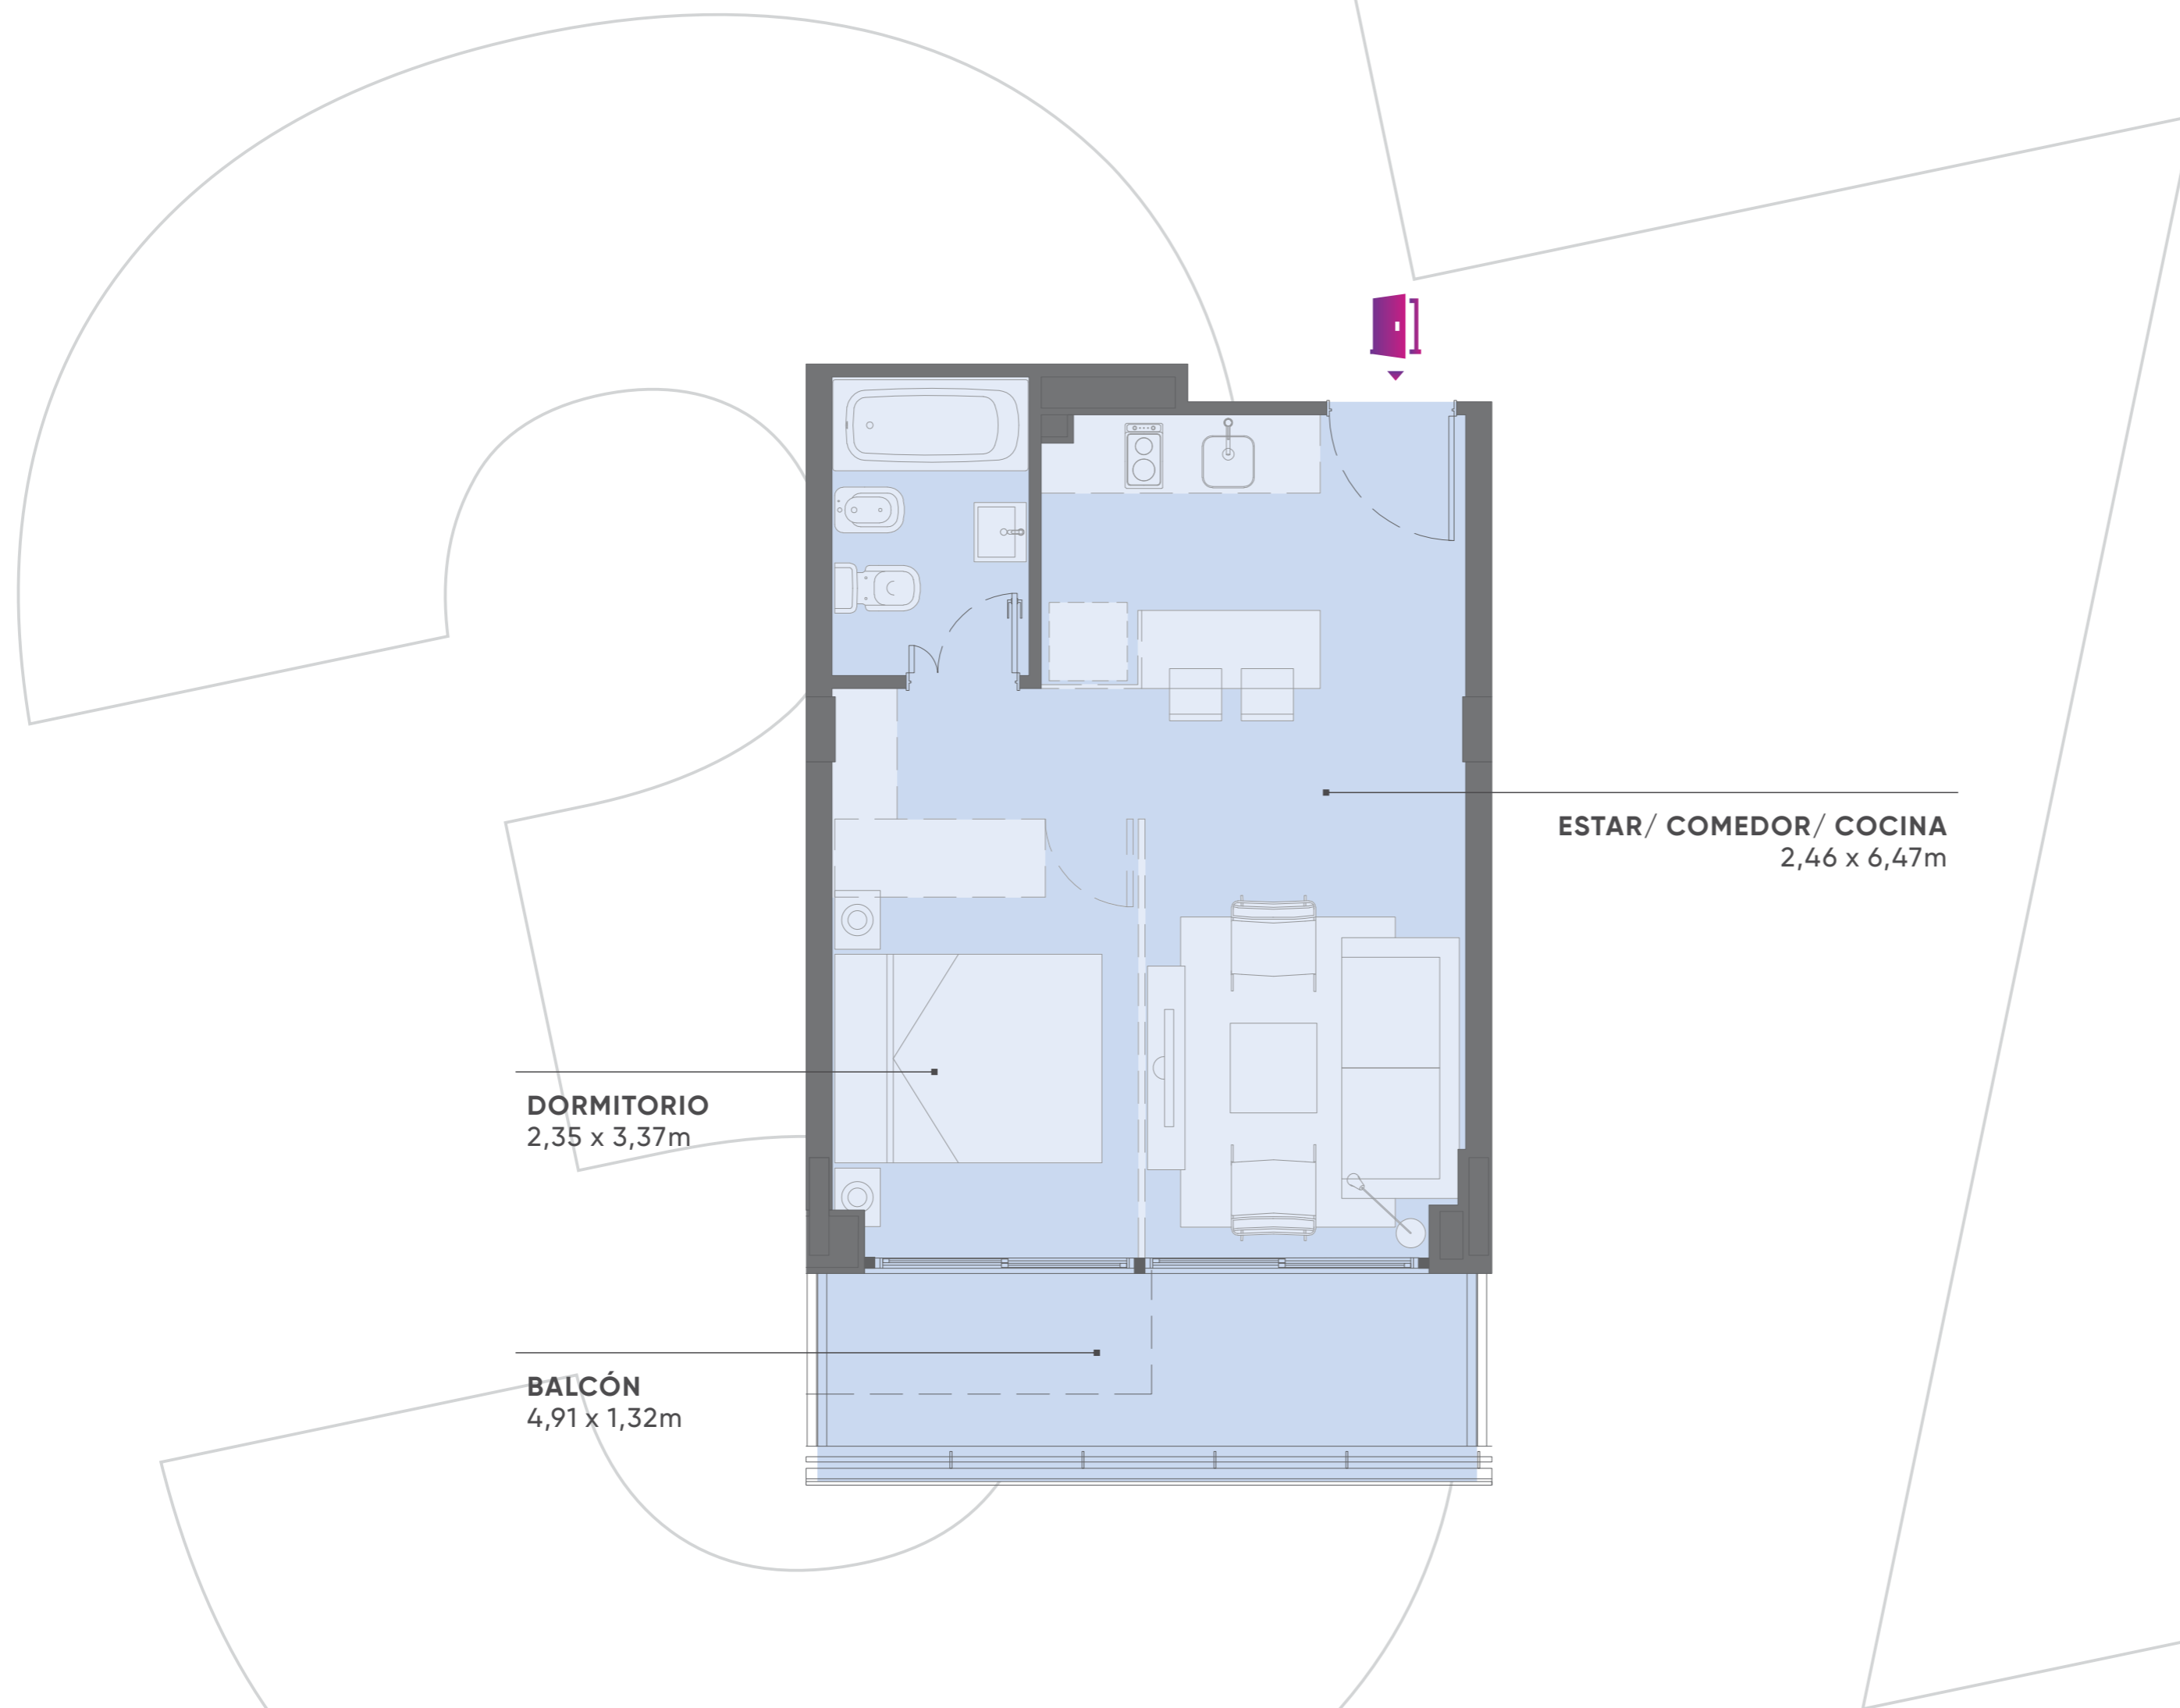 ESTAR/ COMEDOR/ COCINA
2,46 x 6,47m
DORMITORIO
2,35 x 3,37m
BALCÓN
4,91 x 1,32m